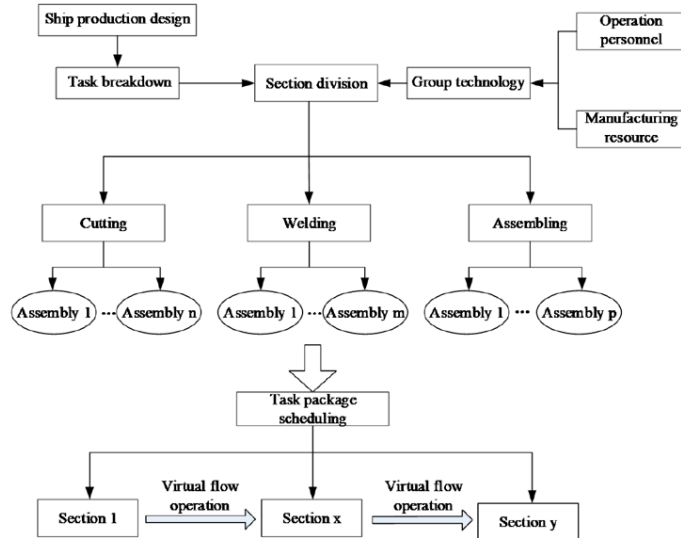 Ship production design
Operation
personnel
Task breakdown
Section division
Group technology
Manufacturing
resource
Cutting
Welding
Assembling
Assembly 1 ... Assembly n
Assembly 1 ... Assembly m
Assembly 1 ... Assembly p
Task package
scheduling
Virtual flow
operation
Virtual flow
operation
Section 1
Section x
Section y